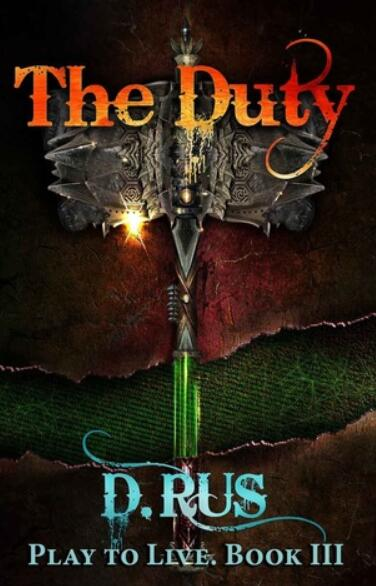 The Duty
D. RUS
PLAY TO LIVE. BOOK III